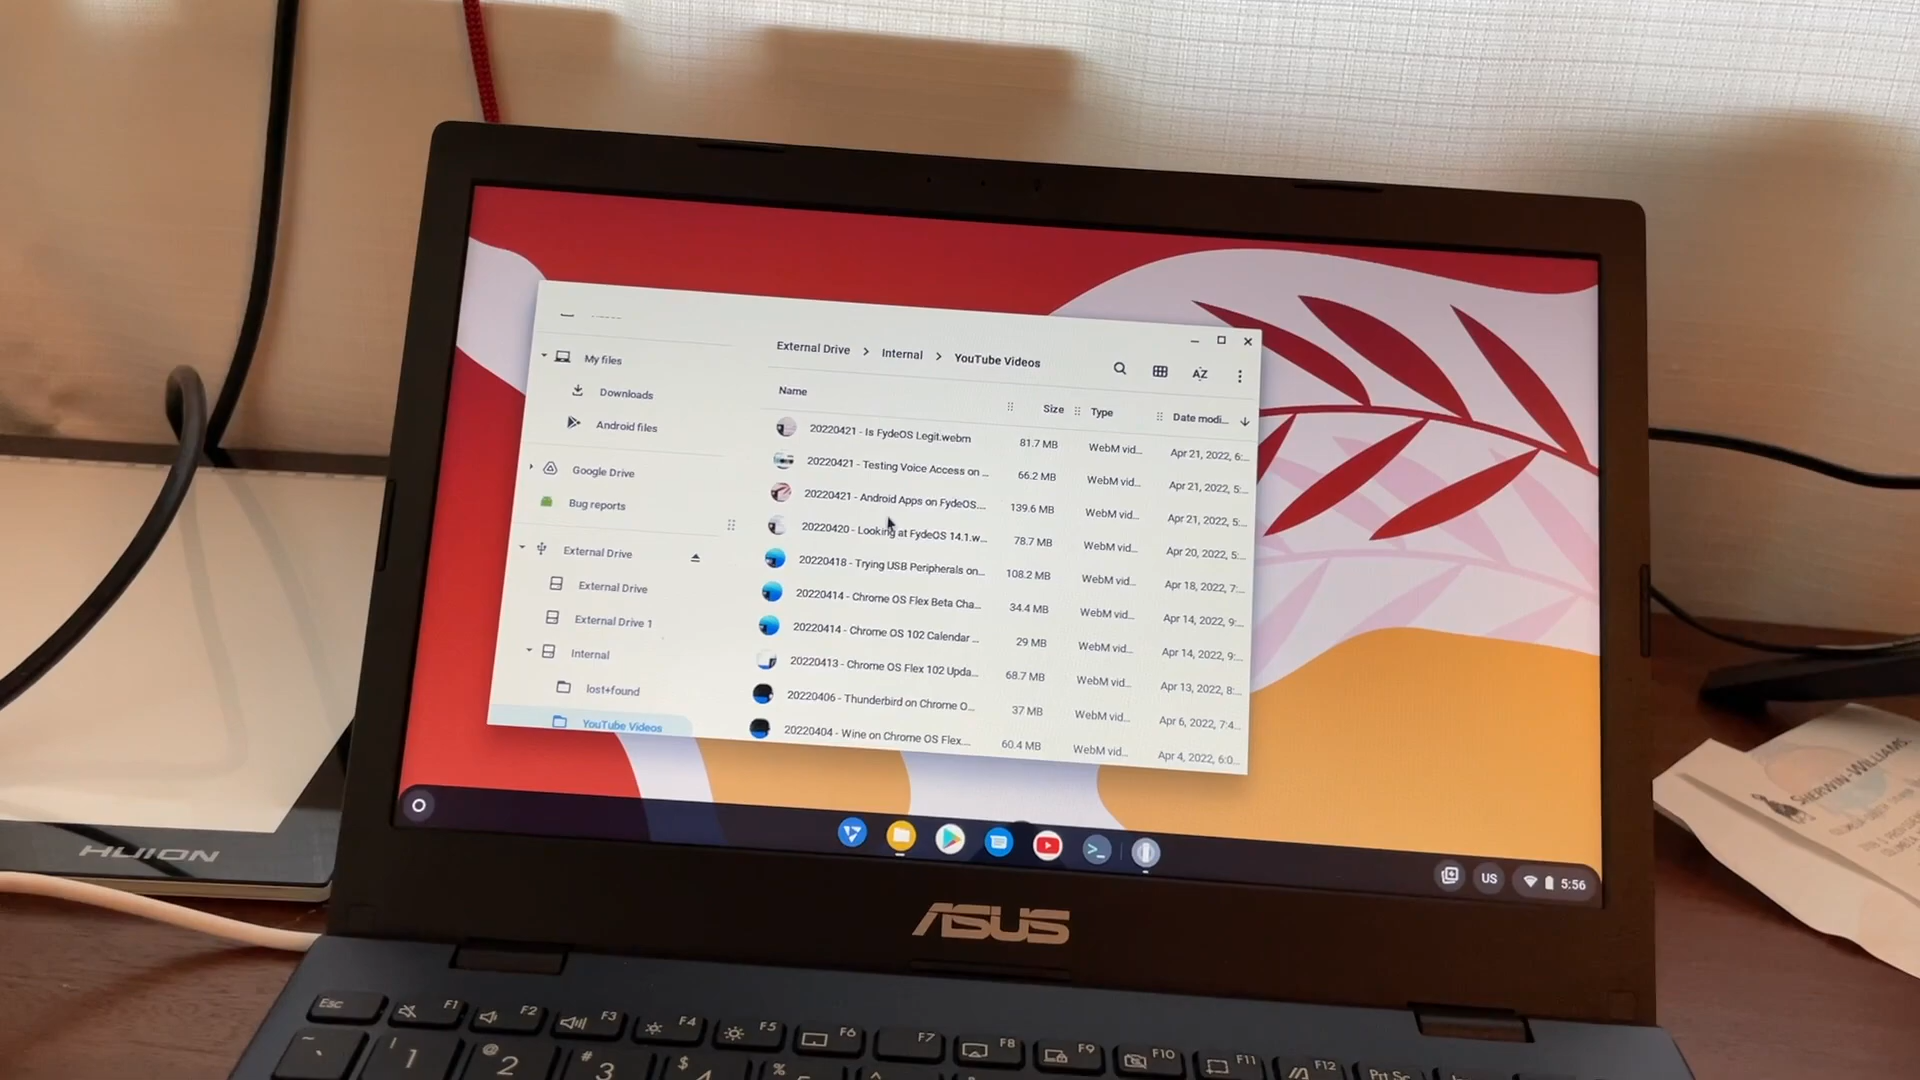 External Drive > Internal > YouTube Videos
My files
Downloads
Android files
Google Drive
Bug reports
External Drive
External Drive
External Drive 1
Internal
lost+found
YouTube Videos
AZ
Name Size Type Date modi...
20220421 - Is FydeOS Legit.webm 81.7 MB WebM vid... Apr 21, 2022, 6:...
20220421 - Testing Voice Access on ... 66.2 MB WebM vid... Apr 21, 2022, 5:...
20220421 - Android Apps on FydeOS.... 139.6 MB WebM vid... Apr 21, 2022, 5:...
20220420 - Looking at FydeOS 14.1.w... 78.7 MB WebM vid... Apr 20, 2022, 5:...
20220418 - Trying USB Peripherals on... 108.2 MB WebM vid... Apr 18, 2022, 7:...
20220414 - Chrome OS Flex Beta Cha... 34.4 MB WebM vid... Apr 14, 2022, 9:...
20220414 - Chrome OS 102 Calendar ... 29 MB WebM vid... Apr 14, 2022, 9:...
20220413 - Chrome OS Flex 102 Upda... 68.7 MB WebM vid... Apr 13, 2022, 8:...
20220406 - Thunderbird on Chrome O... 37 MB WebM vid... Apr 6, 2022, 7:4...
20220404 - Wine on Chrome OS Flex.... 60.4 MB WebM vid... Apr 4, 2022, 6:0...
US 5:56
HUION
SHERWIN-WILLIAMS.
ASUS
Esc F1 F2 F3 F4 F5 F6 F7 F8 F9 F10 F11 F12 Prt Sc
~ ! 1 @ 2 # 3 $ 4 % ^